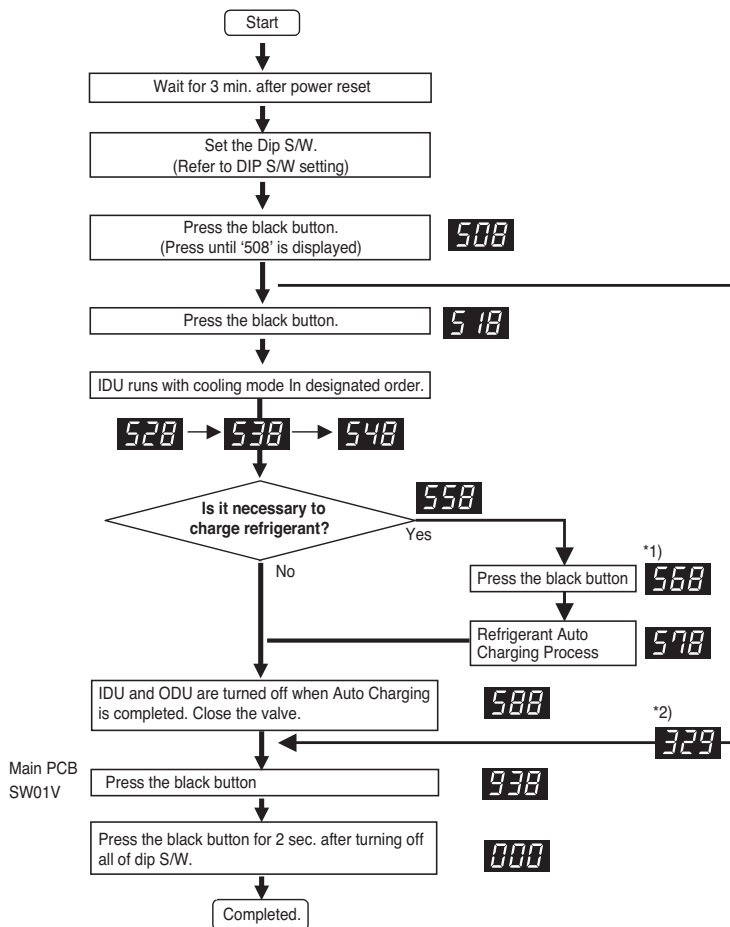 Start
Wait for 3 min. after power reset
Set the Dip S/W.
(Refer to DIP S/W setting)
Press the black button.
(Press until ‘508’ is displayed)
508
Press the black button.
518
IDU runs with cooling mode In designated order.
528
538
548
Is it necessary to
charge refrigerant?
558
Yes
No
*1)
Press the black button
568
Refrigerant Auto
Charging Process
578
IDU and ODU are turned off when Auto Charging
is completed. Close the valve.
588
*2)
329
Main PCB
SW01V
Press the black button
938
Press the black button for 2 sec. after turning off
all of dip S/W.
000
Completed.